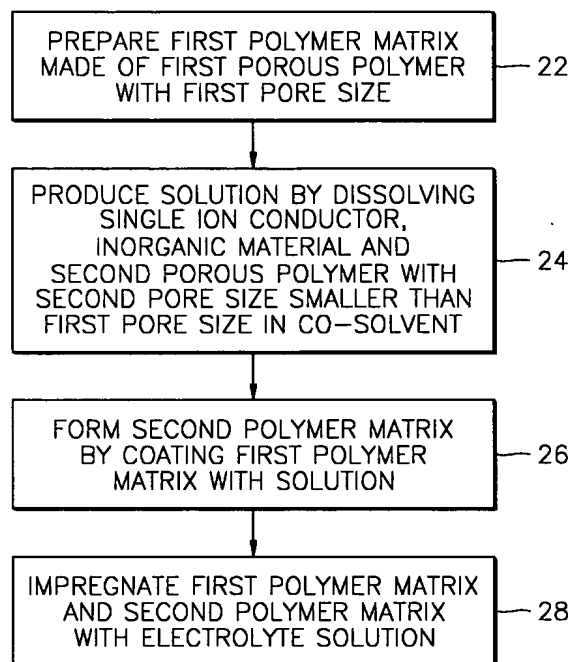 PREPARE FIRST POLYMER MATRIX
MADE OF FIRST POROUS POLYMER
WITH FIRST PORE SIZE
22
PRODUCE SOLUTION BY DISSOLVING
SINGLE ION CONDUCTOR,
INORGANIC MATERIAL AND
SECOND POROUS POLYMER WITH
SECOND PORE SIZE SMALLER THAN
FIRST PORE SIZE IN CO-SOLVENT
24
FORM SECOND POLYMER MATRIX
BY COATING FIRST POLYMER
MATRIX WITH SOLUTION
26
IMPREGNATE FIRST POLYMER MATRIX
AND SECOND POLYMER MATRIX
WITH ELECTROLYTE SOLUTION
28